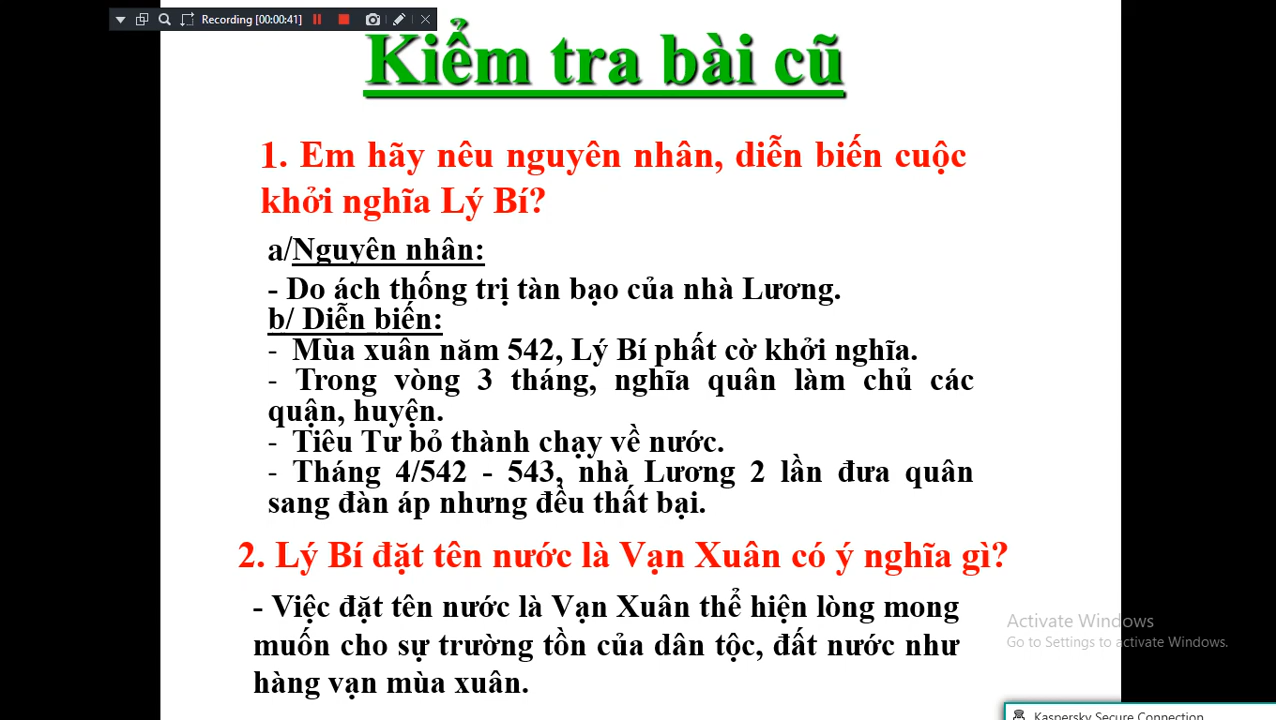 Recording [00:00:41]
Kiểm tra bài cũ
1. Em hãy nêu nguyên nhân, diễn biến cuộc
khởi nghĩa Lý Bí?
a/Nguyên nhân:
- Do ách thống trị tàn bạo của nhà Lương.
b/ Diễn biến:
- Mùa xuân năm 542, Lý Bí phất cờ khởi nghĩa.
- Trong vòng 3 tháng, nghĩa quân làm chủ các
quận, huyện.
- Tiêu Tư bỏ thành chạy về nước.
- Tháng 4/542 - 543, nhà Lương 2 lần đưa quân
sang đàn áp nhưng đều thất bại.
2. Lý Bí đặt tên nước là Vạn Xuân có ý nghĩa gì?
- Việc đặt tên nước là Vạn Xuân thể hiện lòng mong
muốn cho sự trường tồn của dân tộc, đất nước như
hàng vạn mùa xuân.
Activate Windows
Go to Settings to activate Windows.
Kaspersky Secure Connection